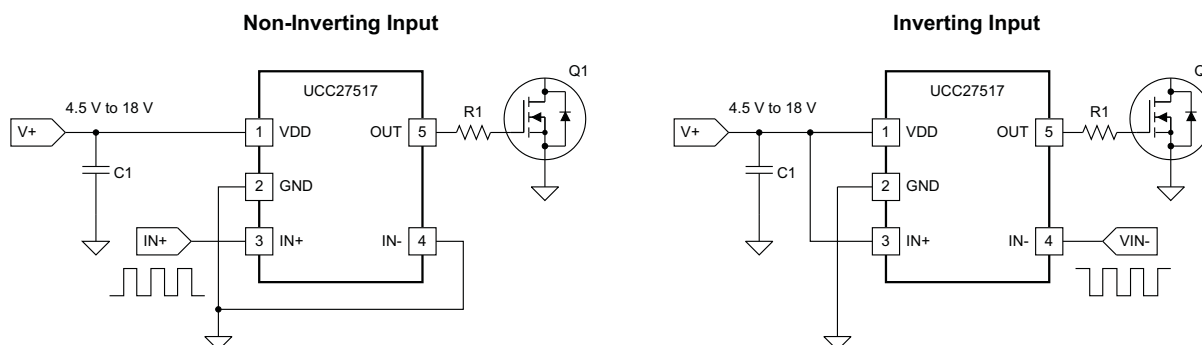 Non-Inverting Input
Q1
UCC27517
4.5 V to 18 V
R1
V+
1
VDD
OUT
5
C1
2
GND
IN+
3
IN+
IN-
4
Inverting Input
Q
UCC27517
4.5 V to 18 V
R1
V+
1
VDD
OUT
5
C1
2
GND
3
IN+
IN-
4
VIN-